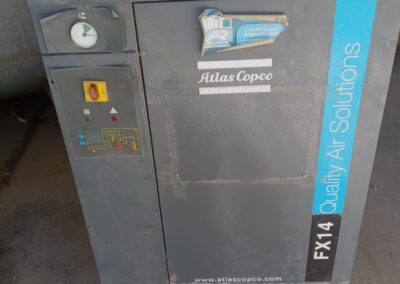 Atlas Copco
Quality Air Solutions
FX14
www.atlascopco.com